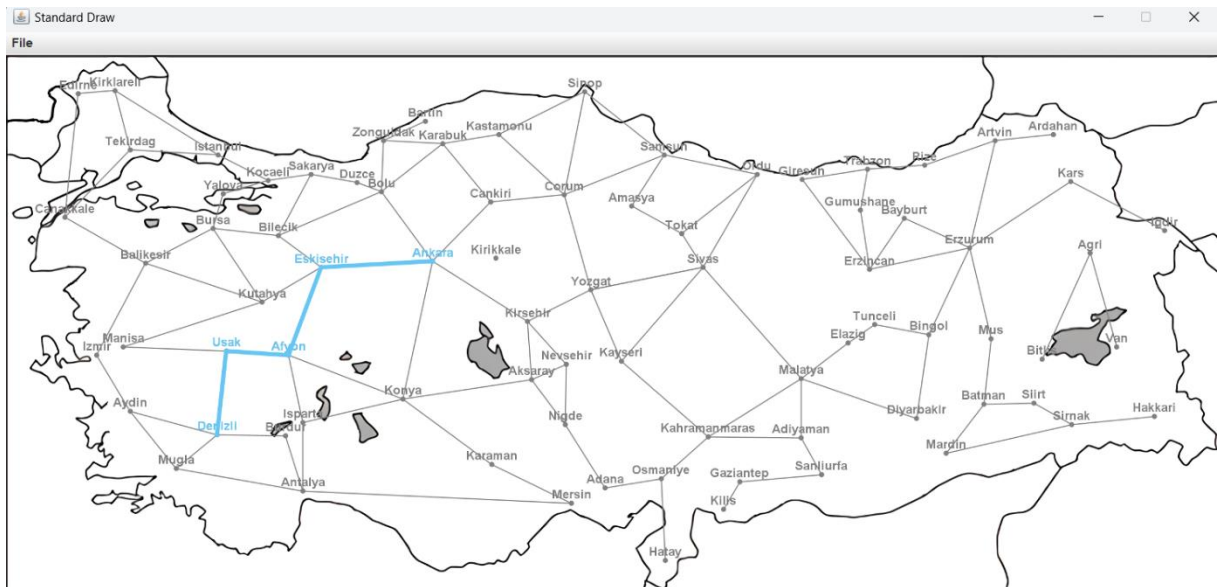 Standard Draw
File
Edirne
Kirklareli
Sinop
Bartin
Zonguldak
Karabuk
Kastamonu
Tekirdag
Istanbul
Samsun
Artvin
Ardahan
Kocaeli
Sakarya
Duzce
Bolu
Ordu
Giresun
Trabzon
Rize
Kars
Yalova
Cankiri
Corum
Amasya
Gumushane
Bayburt
Canakkale
Bursa
Bilecik
Tokat
Igdir
Balikesir
Eskisehir
Ankara
Kirikkale
Sivas
Erzincan
Erzurum
Agri
Kutahya
Yozgat
Kirsehir
Tunceli
Bingol
Mus
Izmir
Manisa
Usak
Afyon
Nevsehir
Kayseri
Elazig
Bitlis
Van
Aksaray
Malatya
Konya
Aydin
Denizli
Burdur
Isparta
Nigde
Kahramanmaras
Adiyaman
Diyarbakir
Batman
Siirt
Sirnak
Hakkari
Mugla
Antalya
Karaman
Mersin
Adana
Osmaniye
Gaziantep
Sanliurfa
Mardin
Kilis
Hatay